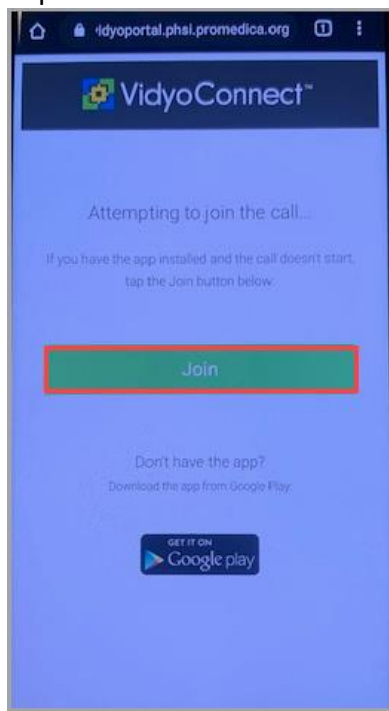 vidyoportal.phsi.promedica.org 1
VidyoConnect™
Attempting to join the call...
If you have the app installed and the call doesn't start,
tap the Join button below.
Join
Don't have the app?
Download the app from Google Play.
GET IT ON
Google play